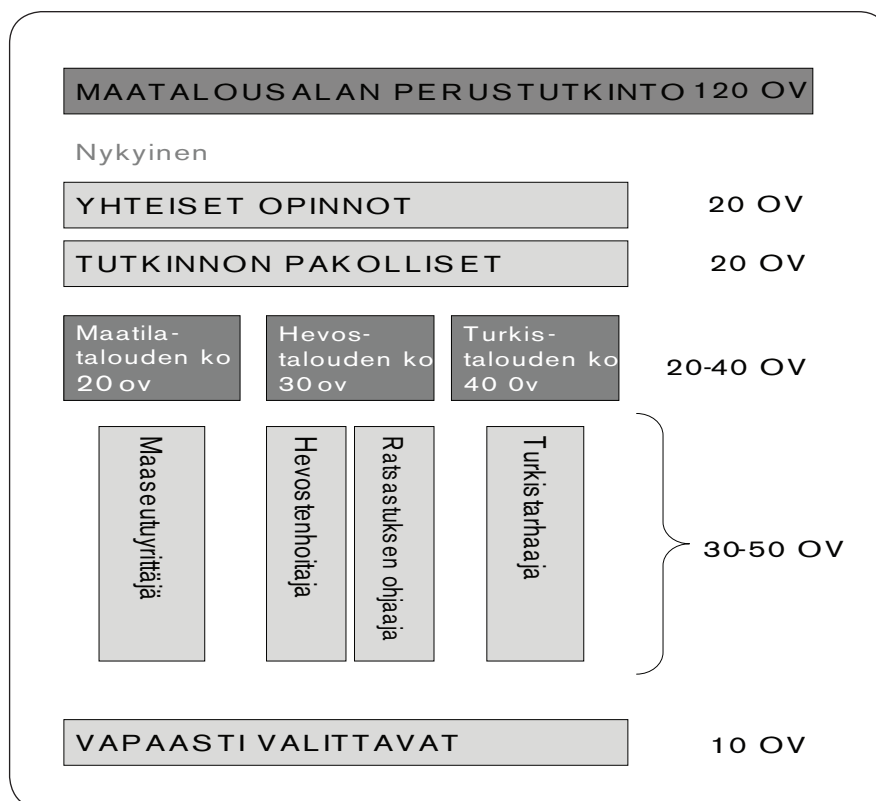 MAATALOUSALAN PERUSTUTKINTO 120 OV
Nykyinen
YHTEISET OPINNOT 20 OV
TUTKINNON PAKOLLISET 20 OV
Maatila-
talouden ko
20 ov
Hevos-
talouden ko
30 ov
Turkis-
talouden ko
40 0v
20-40 OV
Maaseutuyrittäjä
Hevostenhoitaja
Ratsastuksen ohjaaja
Turkistarhaaja
30-50 OV
VAPAASTI VALITTAVAT 10 OV